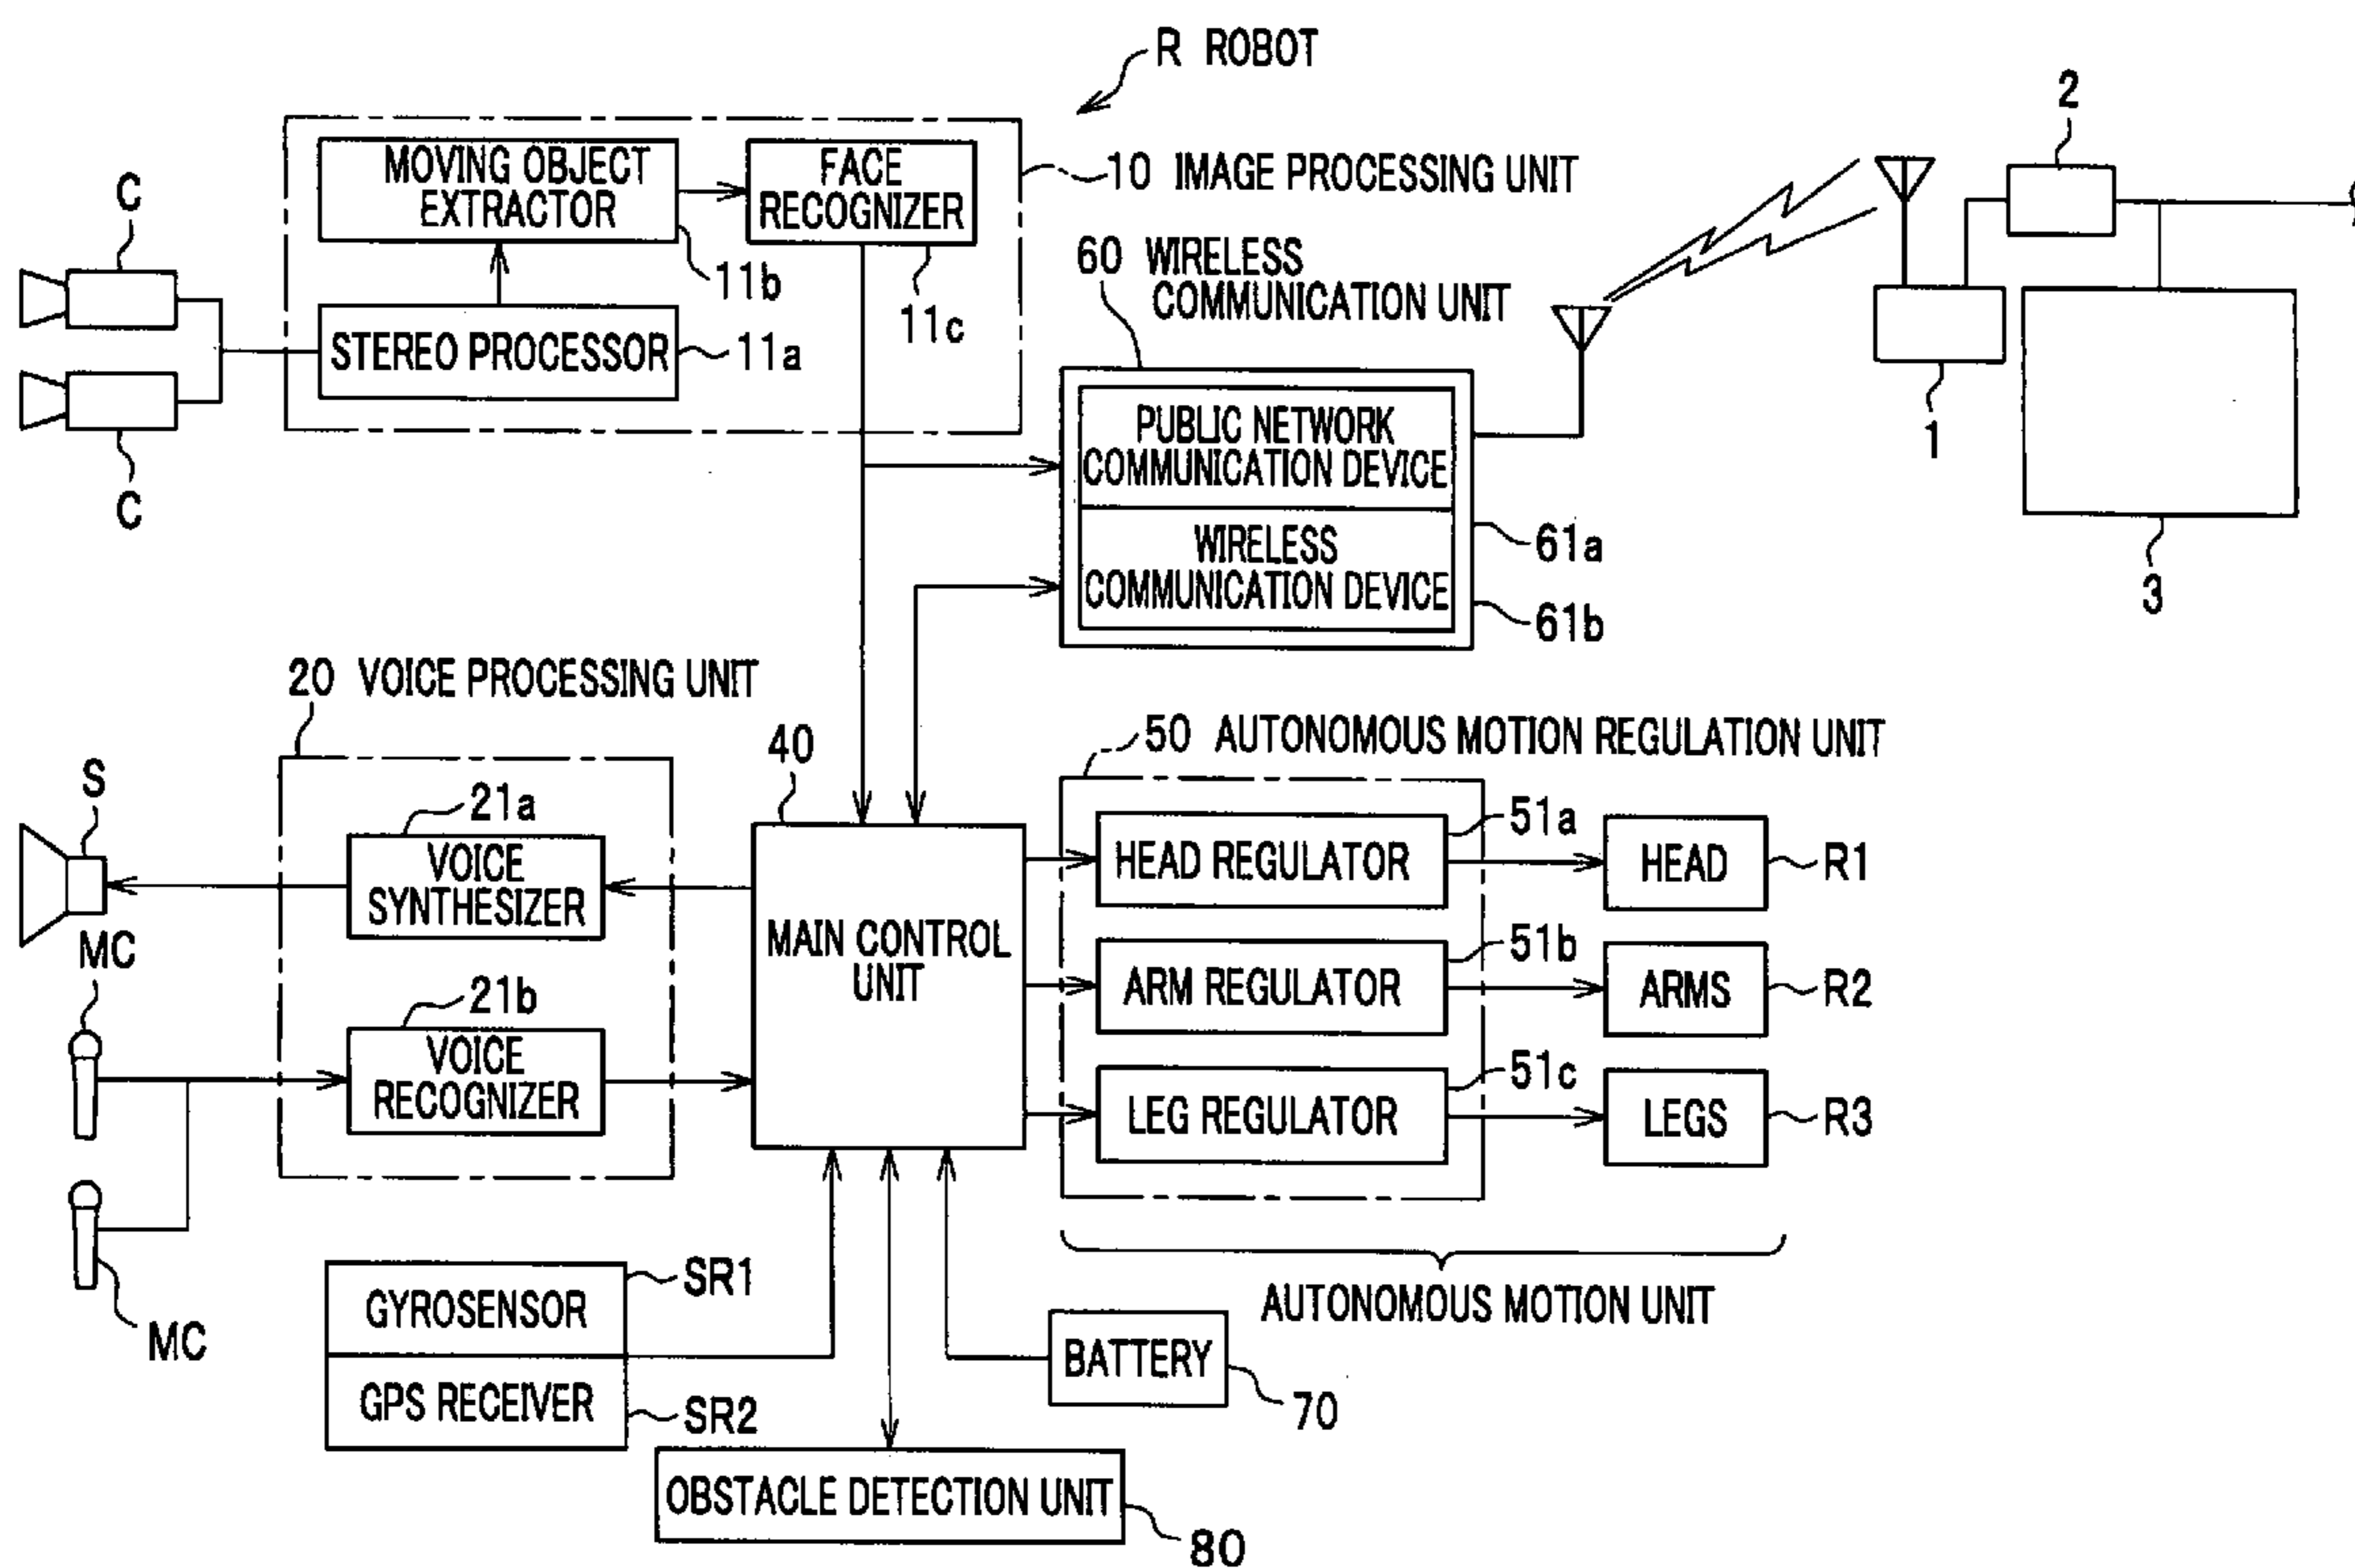 R ROBOT
2
MOVING OBJECT
EXTRACTOR
FACE
RECOGNIZER
10 IMAGE PROCESSING UNIT
C
11b
11c
60 WIRELESS
COMMUNICATION UNIT
STEREO PROCESSOR
11a
1
C
PUBLIC NETWORK
COMMUNICATION DEVICE
61a
WIRELESS
COMMUNICATION DEVICE
61b
3
20 VOICE PROCESSING UNIT
40
50 AUTONOMOUS MOTION REGULATION UNIT
S
21a
VOICE
SYNTHESIZER
51a
HEAD REGULATOR
HEAD
R1
MC
MAIN CONTROL
UNIT
51b
ARM REGULATOR
ARMS
R2
21b
VOICE
RECOGNIZER
51c
LEG REGULATOR
LEGS
R3
MC
GYROSENSOR
SR1
GPS RECEIVER
SR2
AUTONOMOUS MOTION UNIT
BATTERY
70
OBSTACLE DETECTION UNIT
80